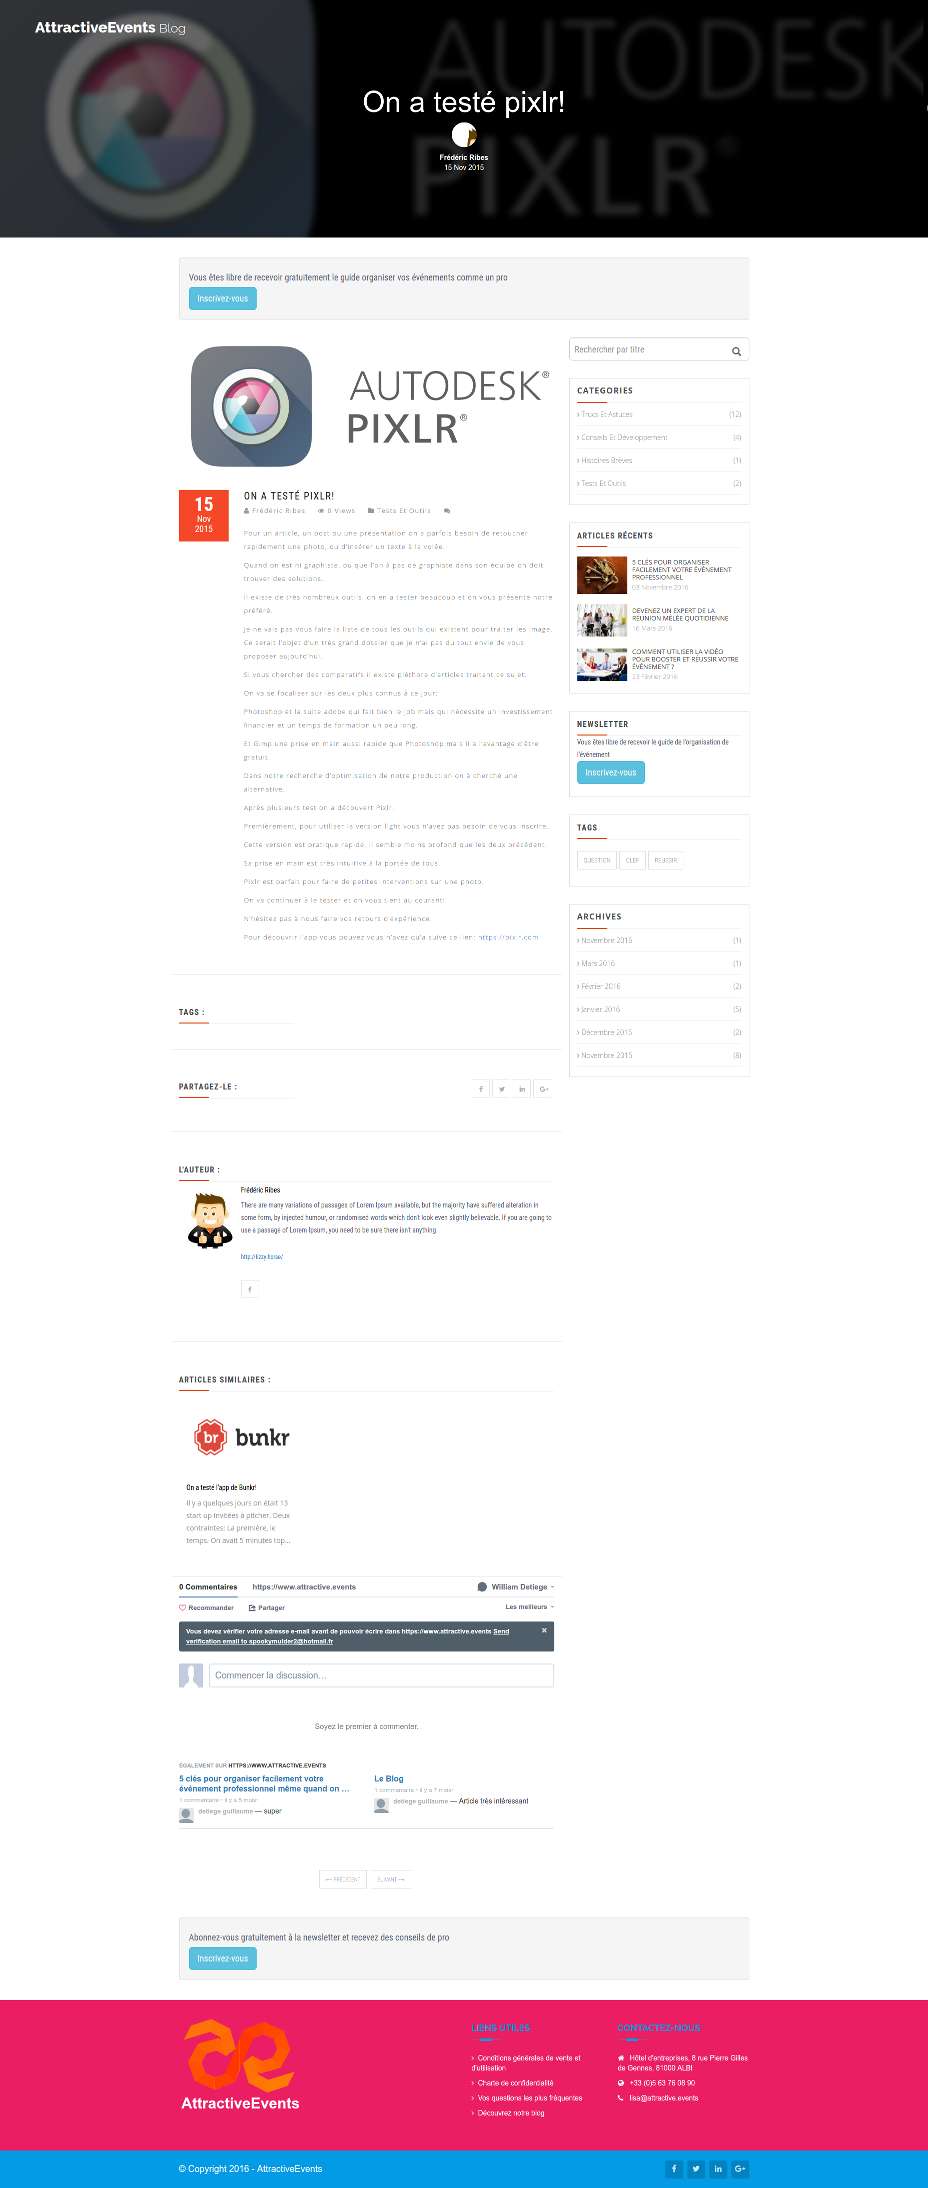 AttractiveEvents Blog
AUTODESK
PIXLR®
On a testé pixlr!
Frédéric Ribes
15 Nov 2015
Vous êtes libre de recevoir gratuitement le guide organiser vos événements comme un pro
Inscrivez-vous
AUTODESK®
PIXLR®
15
Nov
2015
ON A TESTÉ PIXLR!
Frédéric Ribes 0 Views Tests Et Outils
Pour un article, un post ou une présentation on a parfois besoin de retoucher
rapidement une photo, ou d'insérer un texte à la volée.
Quand on est ni graphiste, ou que l'on à pas de graphiste dans son équipe on doit
trouver des solutions.
Il existe de très nombreux outils, on en a tester beaucoup et on vous présente notre
préféré.
Je ne vais pas vous faire la liste de tous les outils qui existent pour traiter les image.
Ce serait l'objet d'un très grand dossier que je n'ai pas du tout envie de vous
proposer aujourd'hui.
Si vous chercher des comparatifs il existe pléthore d'articles traitant ce sujet.
On va se focaliser sur les deux plus connus à ce jour:
Photoshop et la suite adobe qui fait bien le job mais qui nécessite un investissement
financier et un temps de formation un peu long.
Et Gimp une prise en main aussi rapide que Photoshop mais il a l'avantage d'être
gratuit.
Dans notre recherche d'optimisation de notre production on à cherché une
alternative.
Après plusieurs test on a découvert Pixlr.
Premièrement, pour utiliser la version light vous n'avez pas besoin de vous inscrire.
Cette version est pratique rapide, il semble moins profond que les deux précédent.
Sa prise en main est très intuitive à la portée de tous.
Pixlr est parfait pour faire de petites interventions sur une photo.
On va continuer à le tester et on vous tient au courant!
N'hésitez pas à nous faire vos retours d'expérience.
Pour découvrir l'app vous pouvez vous n'avez qu'à suivre ce lien: https://pixlr.com
TAGS :
PARTAGEZ-LE :
L'AUTEUR :
Frédéric Ribes
There are many variations of passages of Lorem Ipsum available, but the majority have suffered alteration in
some form, by injected humour, or randomised words which don't look even slightly believable. If you are going to
use a passage of Lorem Ipsum, you need to be sure there isn't anything
ARTICLES SIMILAIRES :
br bunkr
On a testé l'app de Bunkr!
Il y a quelques jours on était 13
start up invitées à pitcher. Deux
contraintes: La première, le
temps. On avait 5 minutes top...
0 Commentaires https://www.attractive.events William Detiege
Recommander Partager Les meilleurs
Vous devez vérifier votre adresse e-mail avant de pouvoir écrire dans https://www.attractive.events Send
verification email to spookymulder2@hotmail.fr
×
Commencer la discussion...
Soyez le premier à commenter.
ÉGALEMENT SUR HTTPS://WWW.ATTRACTIVE.EVENTS
5 clés pour organiser facilement votre
événement professionnel même quand on ...
1 commentaire • il y a 5 mois•
detiege guillaume — super
Le Blog
1 commentaire • il y a 7 mois•
detiege guillaume — Article très intéressant
PRÉCÉDENT SUIVANT
Rechercher par titre
CATEGORIES
Trucs Et Astuces (12)
Conseils Et Développement (4)
Histoires Brèves (1)
Tests Et Outils (2)
ARTICLES RÉCENTS
5 CLÉS POUR ORGANISER
FACILEMENT VOTRE ÉVÉNEMENT
PROFESSIONNEL
03 Novembre 2016
DEVENEZ UN EXPERT DE LA
RÉUNION MÊLÉE QUOTIDIENNE
16 Mars 2016
COMMENT UTILISER LA VIDÉO
POUR BOOSTER ET RÉUSSIR VOTRE
ÉVÉNEMENT ?
23 Février 2016
NEWSLETTER
Vous êtes libre de recevoir le guide de l'organisation de
l'événement
Inscrivez-vous
TAGS
QUESTION CLEF REUSSIR
ARCHIVES
Novembre 2016 (1)
Mars 2016 (1)
Février 2016 (2)
Janvier 2016 (5)
Décembre 2015 (2)
Novembre 2015 (8)
Abonnez-vous gratuitement à la newsletter et recevez des conseils de pro
Inscrivez-vous
AttractiveEvents
LIENS UTILES
Conditions générales de vente et
d'utilisation
Charte de confidentialité
Vos questions les plus fréquentes
Découvrez notre blog
CONTACTEZ-NOUS
Hôtel d'entreprises, 8 rue Pierre Gilles
de Gennes, 81000 ALBI
+33 (0)5 63 76 08 90
lisa@attractive.events
© Copyright 2016 - AttractiveEvents